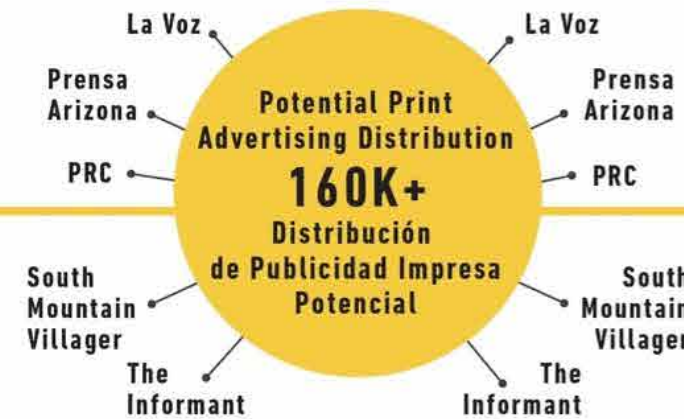 La Voz
Prensa
Arizona
PRC
South
Mountain
Villager
The
Informant
Potential Print
Advertising Distribution
160K+
Distribución
de Publicidad Impresa
Potencial
La Voz
Prensa
Arizona
PRC
South
Mountain
Villager
The
Informant